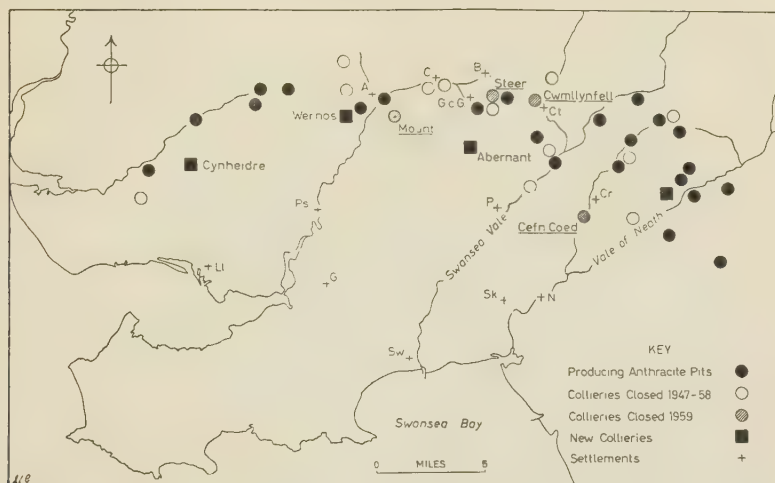 C
B
Steer
A
GcG
Cwmllynfell
Ct
Wernos
Mount
Cynheidre
Abernant
Ps
P
Cr
Swansea Vale
Cefn Coed
Vale of Neath
Ll
G
Sk
N
Sw
Swansea Bay
0 MILES 5
KEY
Producing Anthracite Pits
Collieries Closed 1947-58
Collieries Closed 1959
New Collieries
Settlements